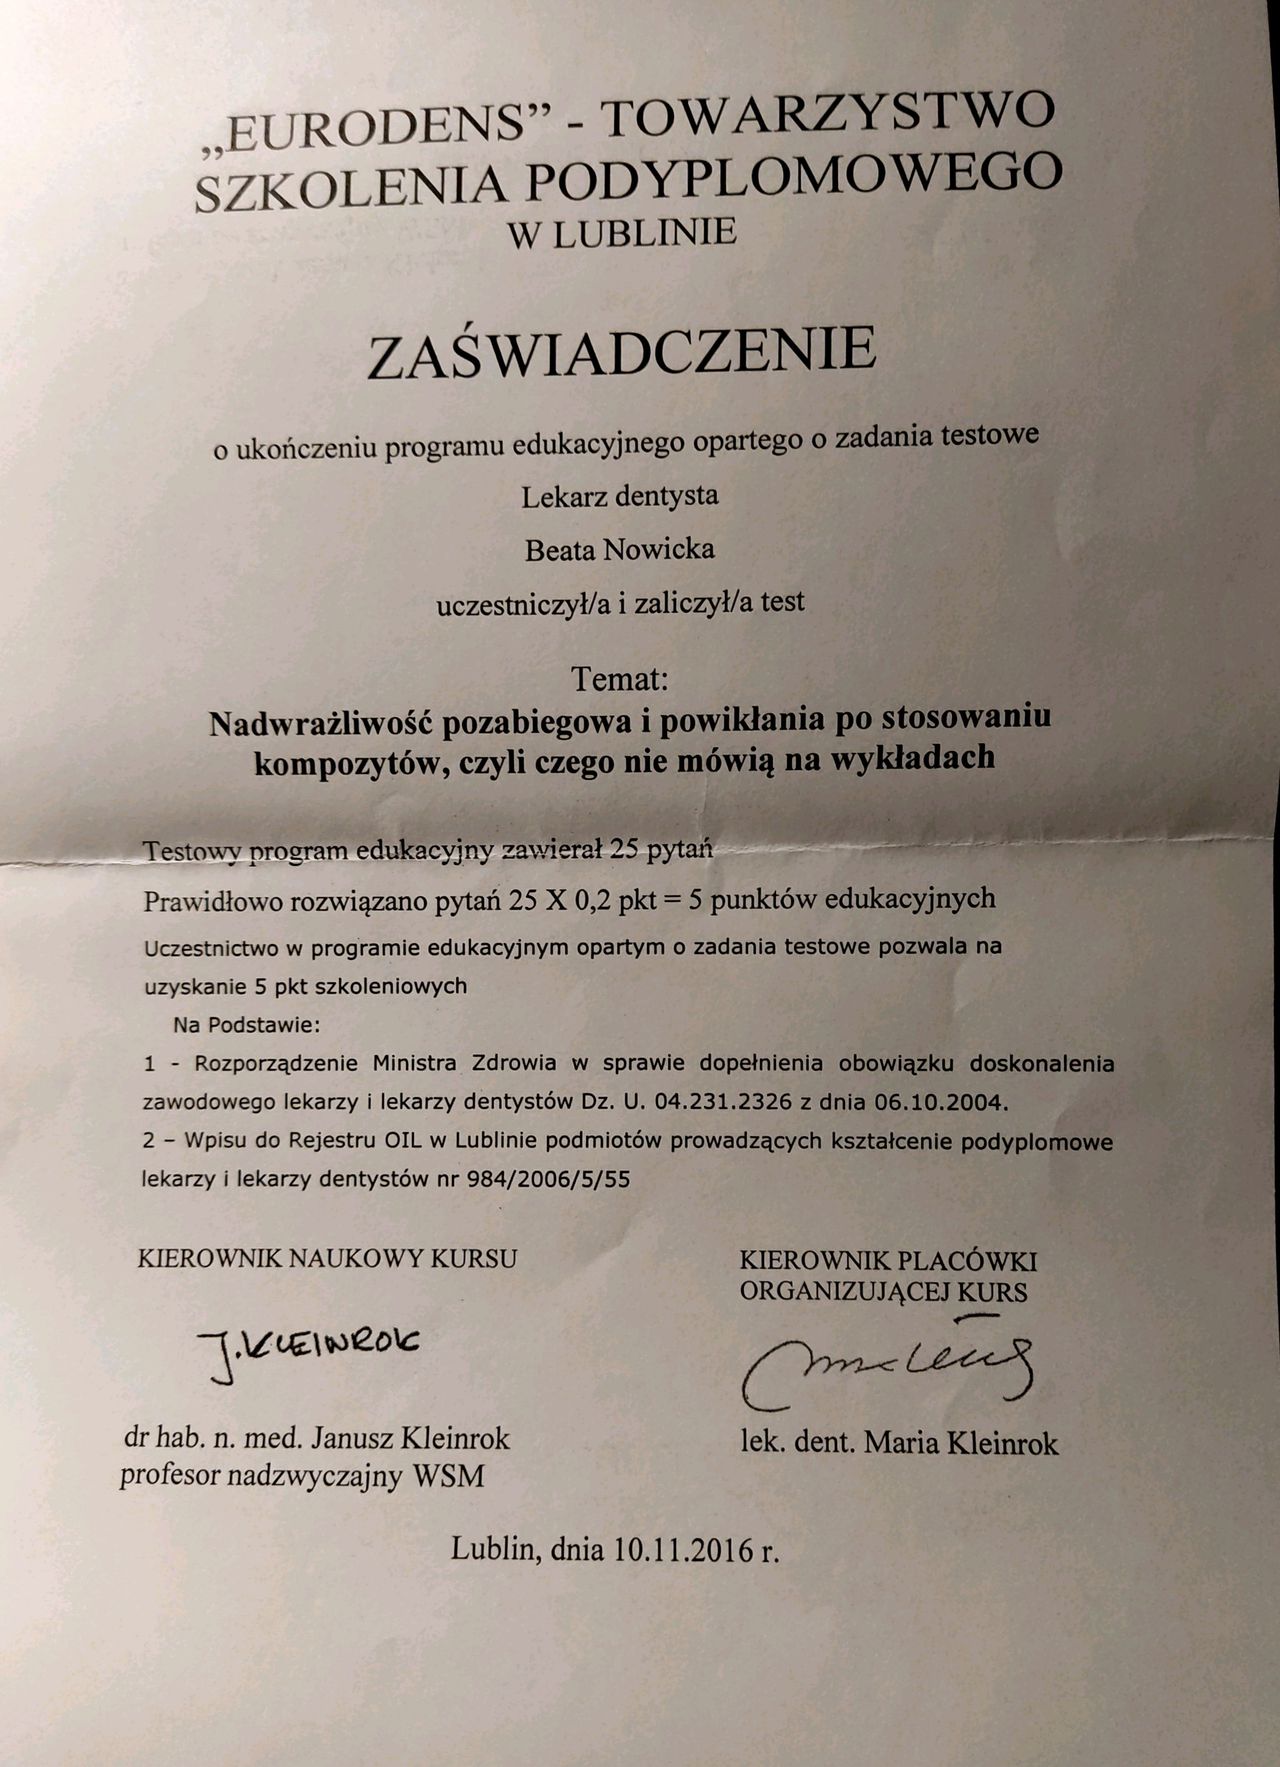 „EURODENS” - TOWARZYSTWO
SZKOLENIA PODYPLOMOWEGO
W LUBLINIE
ZAŚWIADCZENIE
o ukończeniu programu edukacyjnego opartego o zadania testowe
Lekarz dentysta
Beata Nowicka
uczestniczył/a i zaliczył/a test
Temat:
Nadwrażliwość pozabiegowa i powikłania po stosowaniu
kompozytów, czyli czego nie mówią na wykładach
Testowy program edukacyjny zawierał 25 pytań
Prawidłowo rozwiązano pytań 25 X 0,2 pkt = 5 punktów edukacyjnych
Uczestnictwo w programie edukacyjnym opartym o zadania testowe pozwala na
uzyskanie 5 pkt szkoleniowych
Na Podstawie:
1 - Rozporządzenie Ministra Zdrowia w sprawie dopełnienia obowiązku doskonalenia
zawodowego lekarzy i lekarzy dentystów Dz. U. 04.231.2326 z dnia 06.10.2004.
2 – Wpisu do Rejestru OIL w Lublinie podmiotów prowadzących kształcenie podyplomowe
lekarzy i lekarzy dentystów nr 984/2006/5/55
KIEROWNIK NAUKOWY KURSU
J. KLEINROK
dr hab. n. med. Janusz Kleinrok
profesor nadzwyczajny WSM
KIEROWNIK PLACÓWKI
ORGANIZUJĄCEJ KURS
lek. dent. Maria Kleinrok
Lublin, dnia 10.11.2016 r.